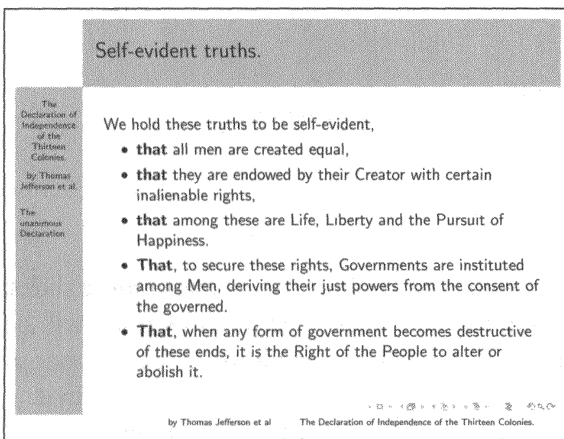 Self-evident truths.
The
Declaration of
Independence
of the
Thirteen
Colonies.
by Thomas
Jefferson et al
The
unanimous
Declaration
We hold these truths to be self-evident,
• that all men are created equal,
• that they are endowed by their Creator with certain
inalienable rights,
• that among these are Life, Liberty and the Pursuit of
Happiness.
• That, to secure these rights, Governments are instituted
among Men, deriving their just powers from the consent of
the governed.
• That, when any form of government becomes destructive
of these ends, it is the Right of the People to alter or
abolish it.
by Thomas Jefferson et al The Declaration of Independence of the Thirteen Colonies.